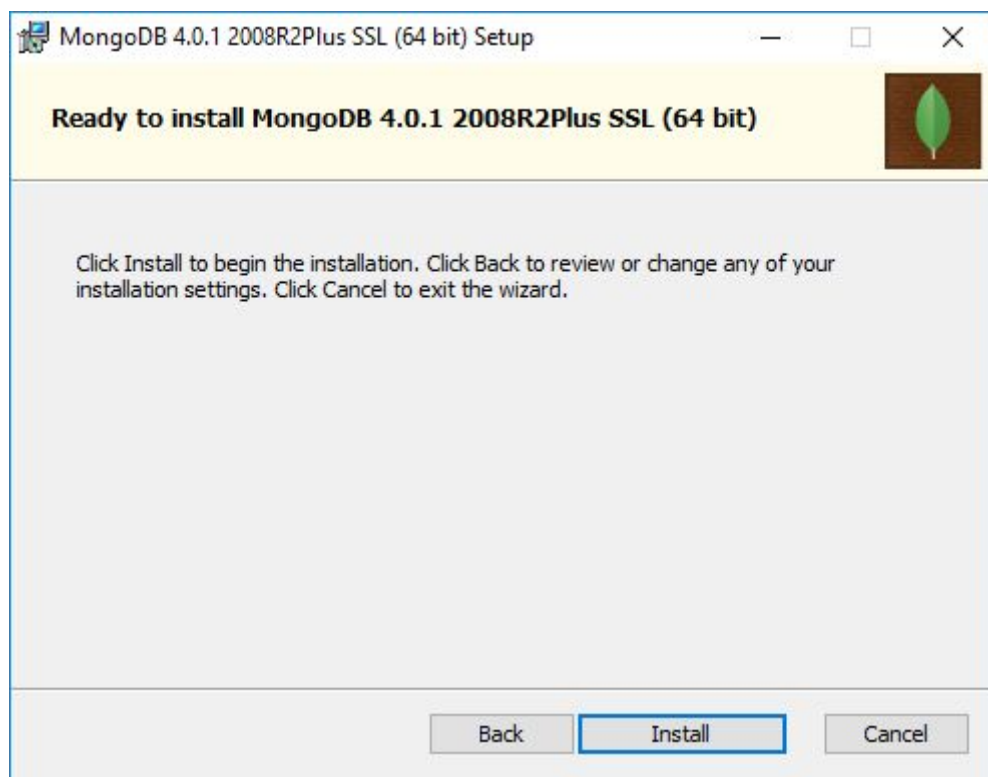 MongoDB 4.0.1 2008R2Plus SSL (64 bit) Setup
Ready to install MongoDB 4.0.1 2008R2Plus SSL (64 bit)
Click Install to begin the installation. Click Back to review or change any of your
installation settings. Click Cancel to exit the wizard.
Back
Install
Cancel